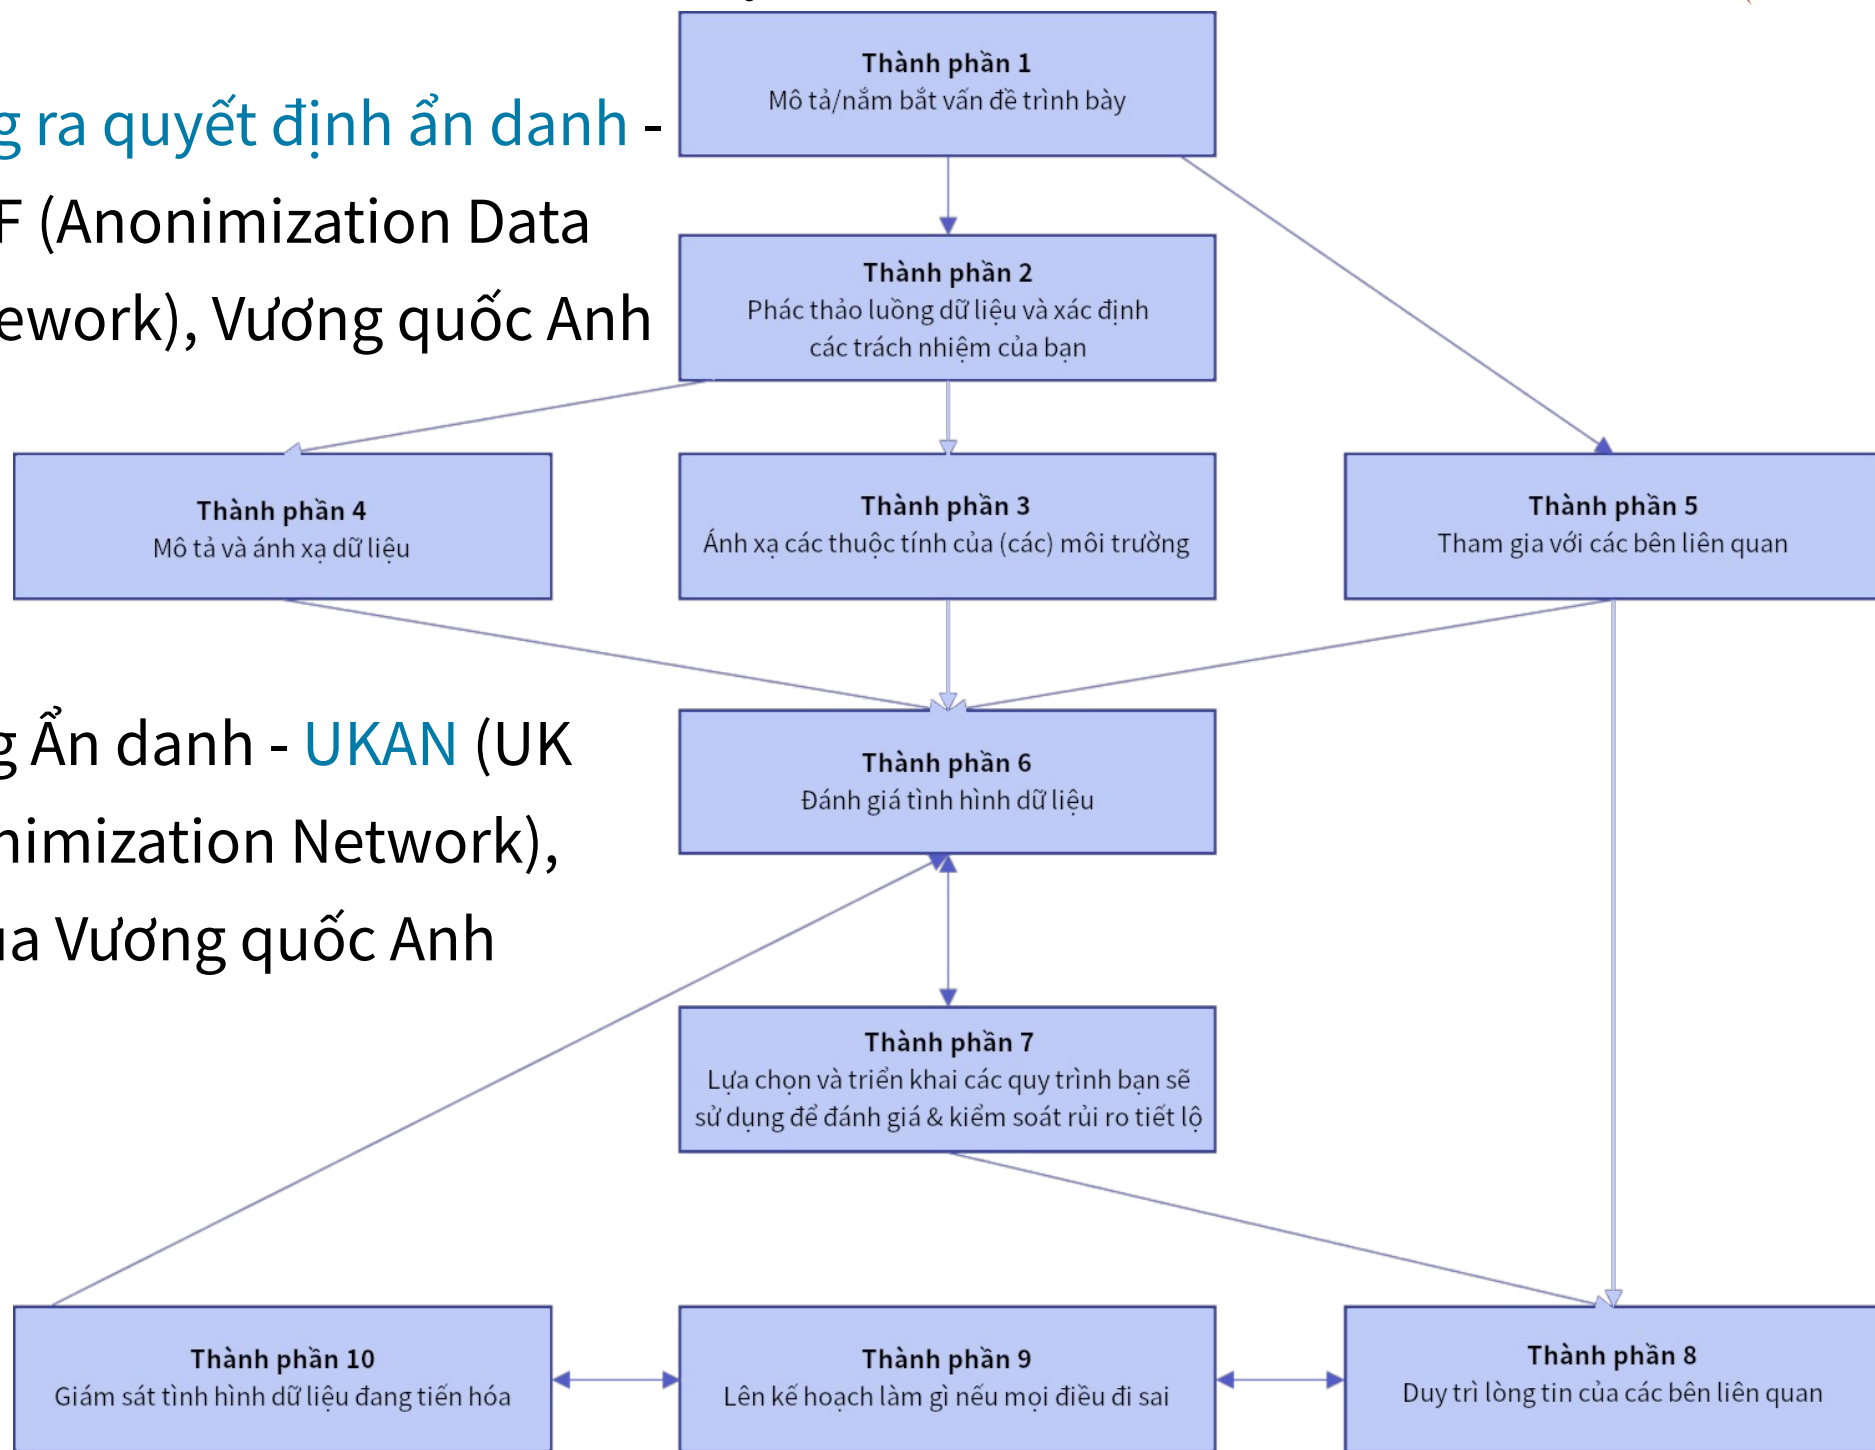 Thành phần 1
Mô tả/nắm bắt vấn đề trình bày
ra quyết định ẩn danh -
(Anonimization Data
Vương quốc Anh
Thành phần 2
Phác thảo luồng dữ liệu và xác định
các trách nhiệm của bạn
Thành phần 4
Mô tả và ánh xạ dữ liệu
Thành phần 3
Ánh xạ các thuộc tính của (các) môi trường
Thành phần 5
Tham gia với các bên liên quan
Ẩn danh - UKAN (UK
Network),
Vương quốc Anh
Thành phần 6
Đánh giá tình hình dữ liệu
Thành phần 7
Lựa chọn và triển khai các quy trình bạn sẽ
sử dụng để đánh giá & kiểm soát rủi ro tiết lộ
Thành phần 10
Giám sát tình hình dữ liệu đang tiến hóa
Thành phần 9
Lên kế hoạch làm gì nếu mọi điều đi sai
Thành phần 8
Duy trì lòng tin của các bên liên quan